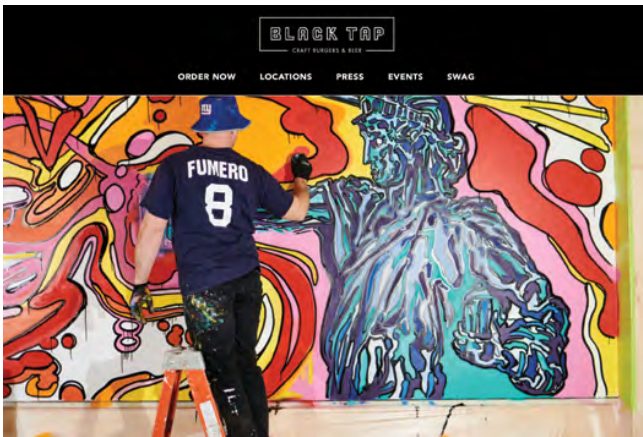 BLACK TAP
CRAFT BURGERS & BEER
ORDER NOW LOCATIONS PRESS EVENTS SWAG
NY
FUMERO
8